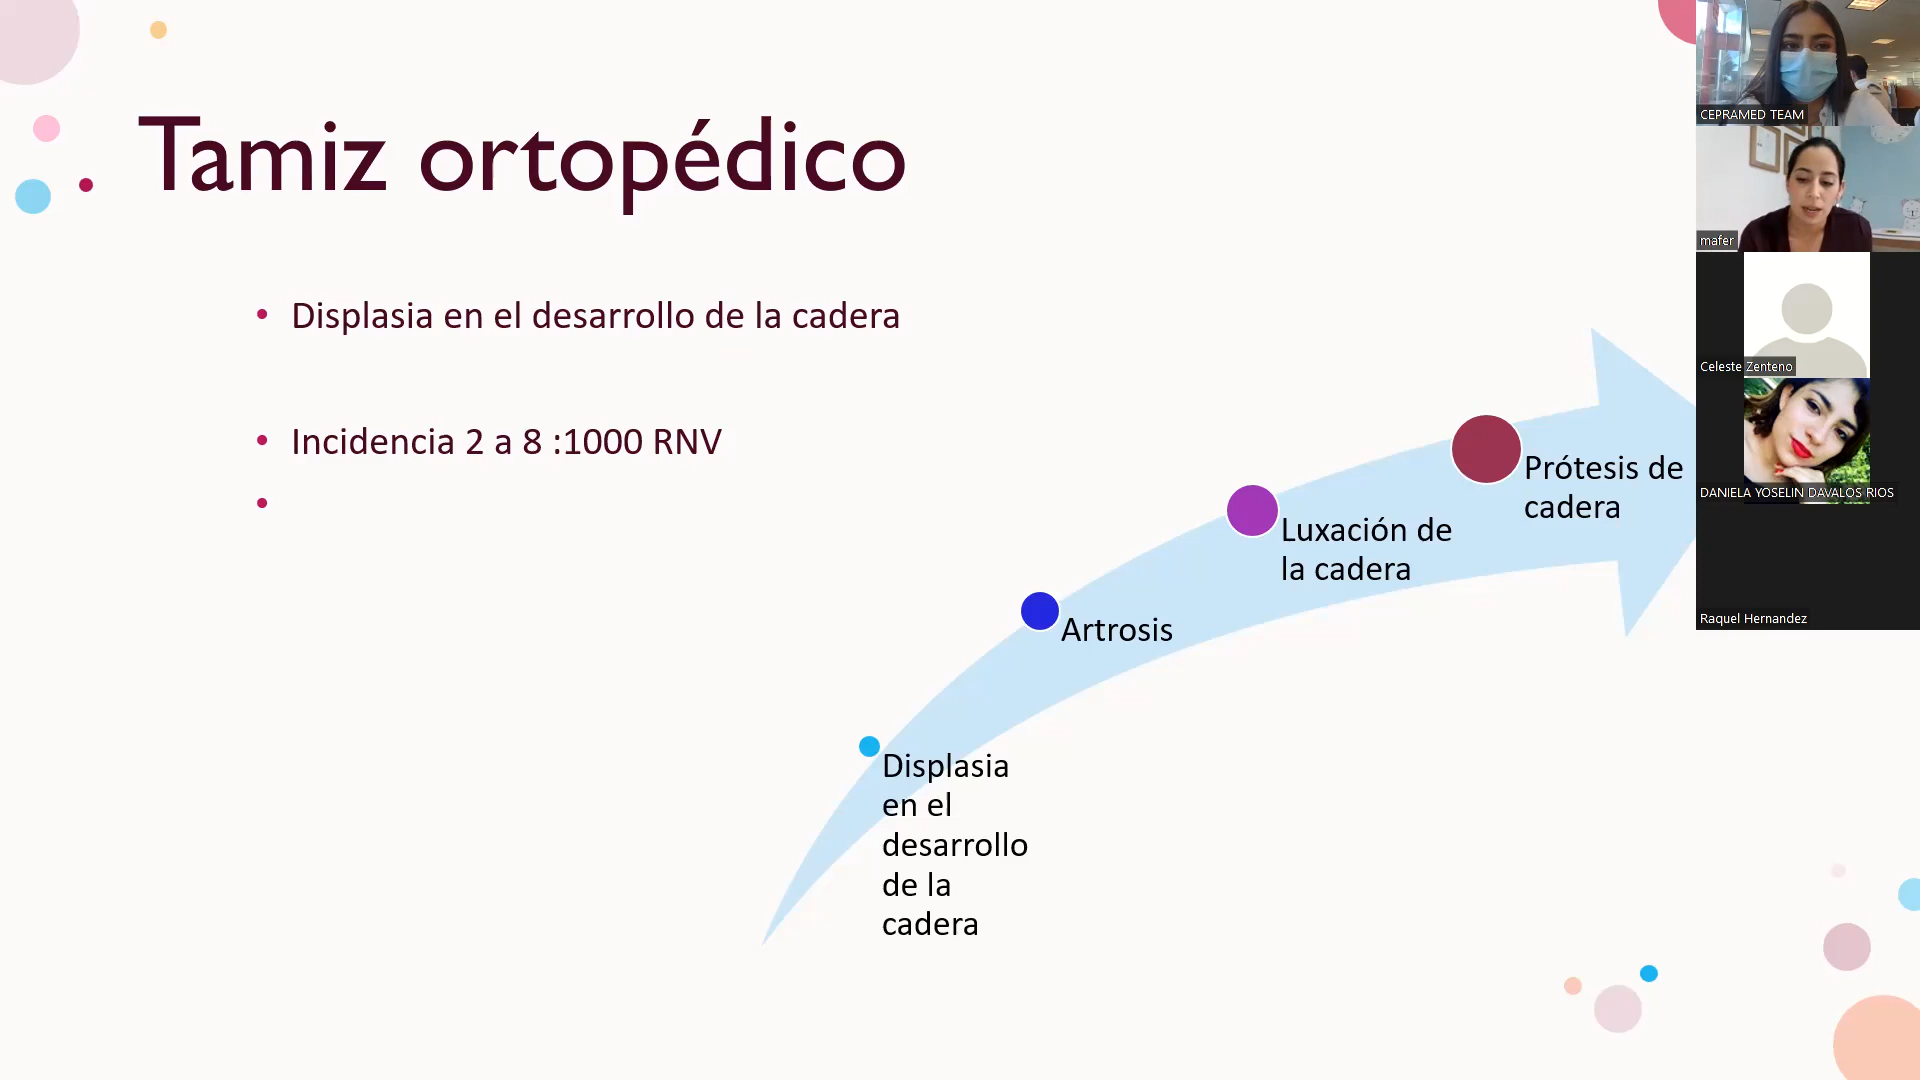 Tamiz ortopédico
• Displasia en el desarrollo de la cadera
• Incidencia 2 a 8 :1000 RNV
•
Displasia
en el
desarrollo
de la
cadera
Artrosis
Luxación de
la cadera
Prótesis de
cadera
CEPRAMED TEAM
mafer
Celeste Zenteno
DANIELA YOSELIN DAVALOS RIOS
Raquel Hernandez